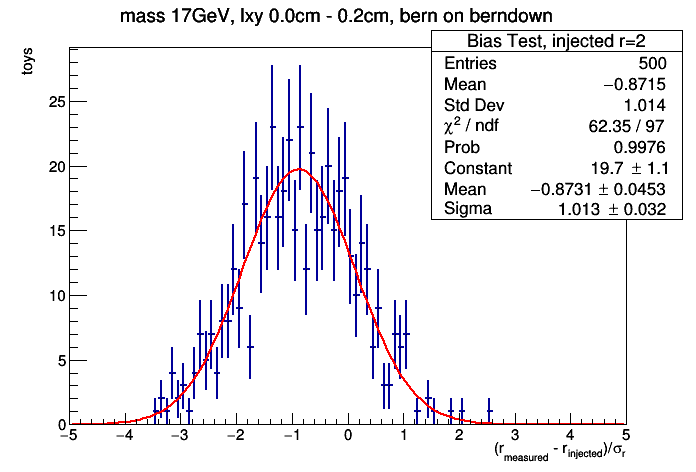 mass 17GeV, lxy 0.0cm - 0.2cm, bern on berndown
Bias Test, injected r=2
Entries 500
Mean −0.8715
Std Dev 1.014
χ² / ndf 62.35 / 97
Prob 0.9976
Constant 19.7 ± 1.1
Mean −0.8731 ± 0.0453
Sigma 1.013 ± 0.032
toys
25
20
15
10
5
0
−5 −4 −3 −2 −1 0 1 2 3 4 5
(r_measured - r_injected)/σ_r